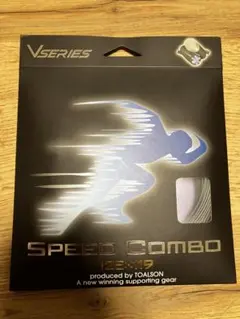 VSERIES
SPEED COMBO
produced by TOALSON
A new winning supporting gear